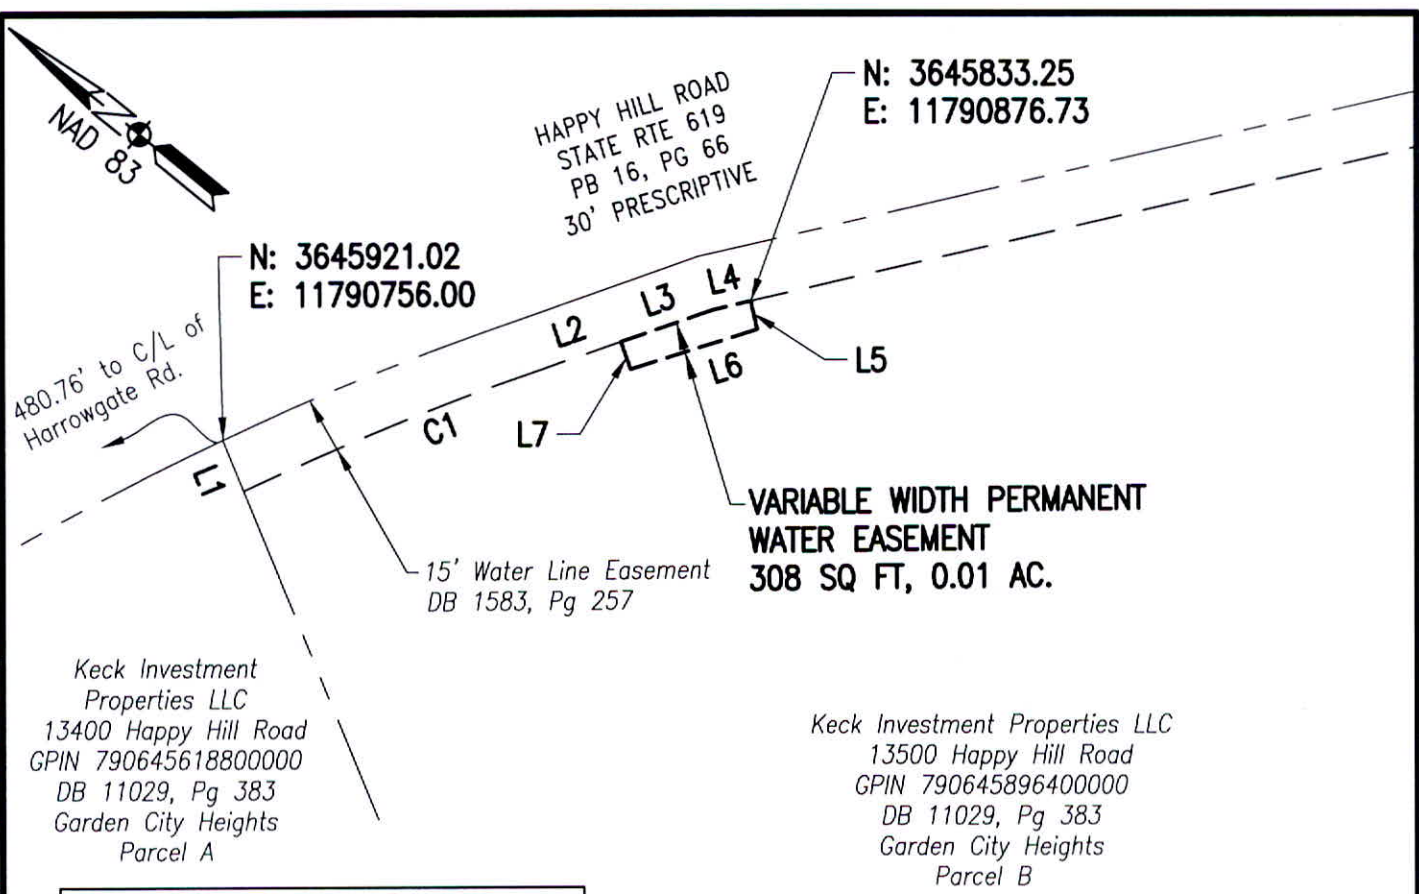 NAD 83
HAPPY HILL ROAD
STATE RTE 619
PB 16, PG 66
30' PRESCRIPTIVE
N: 3645833.25
E: 11790876.73
N: 3645921.02
E: 11790756.00
480.76' to C/L of
Harrowgate Rd.
L1
C1
L2
L3
L4
L5
L6
L7
15' Water Line Easement
DB 1583, Pg 257
VARIABLE WIDTH PERMANENT
WATER EASEMENT
308 SQ FT, 0.01 AC.
Keck Investment
Properties LLC
13400 Happy Hill Road
GPIN 790645618800000
DB 11029, Pg 383
Garden City Heights
Parcel A
Keck Investment Properties LLC
13500 Happy Hill Road
GPIN 790645896400000
DB 11029, Pg 383
Garden City Heights
Parcel B